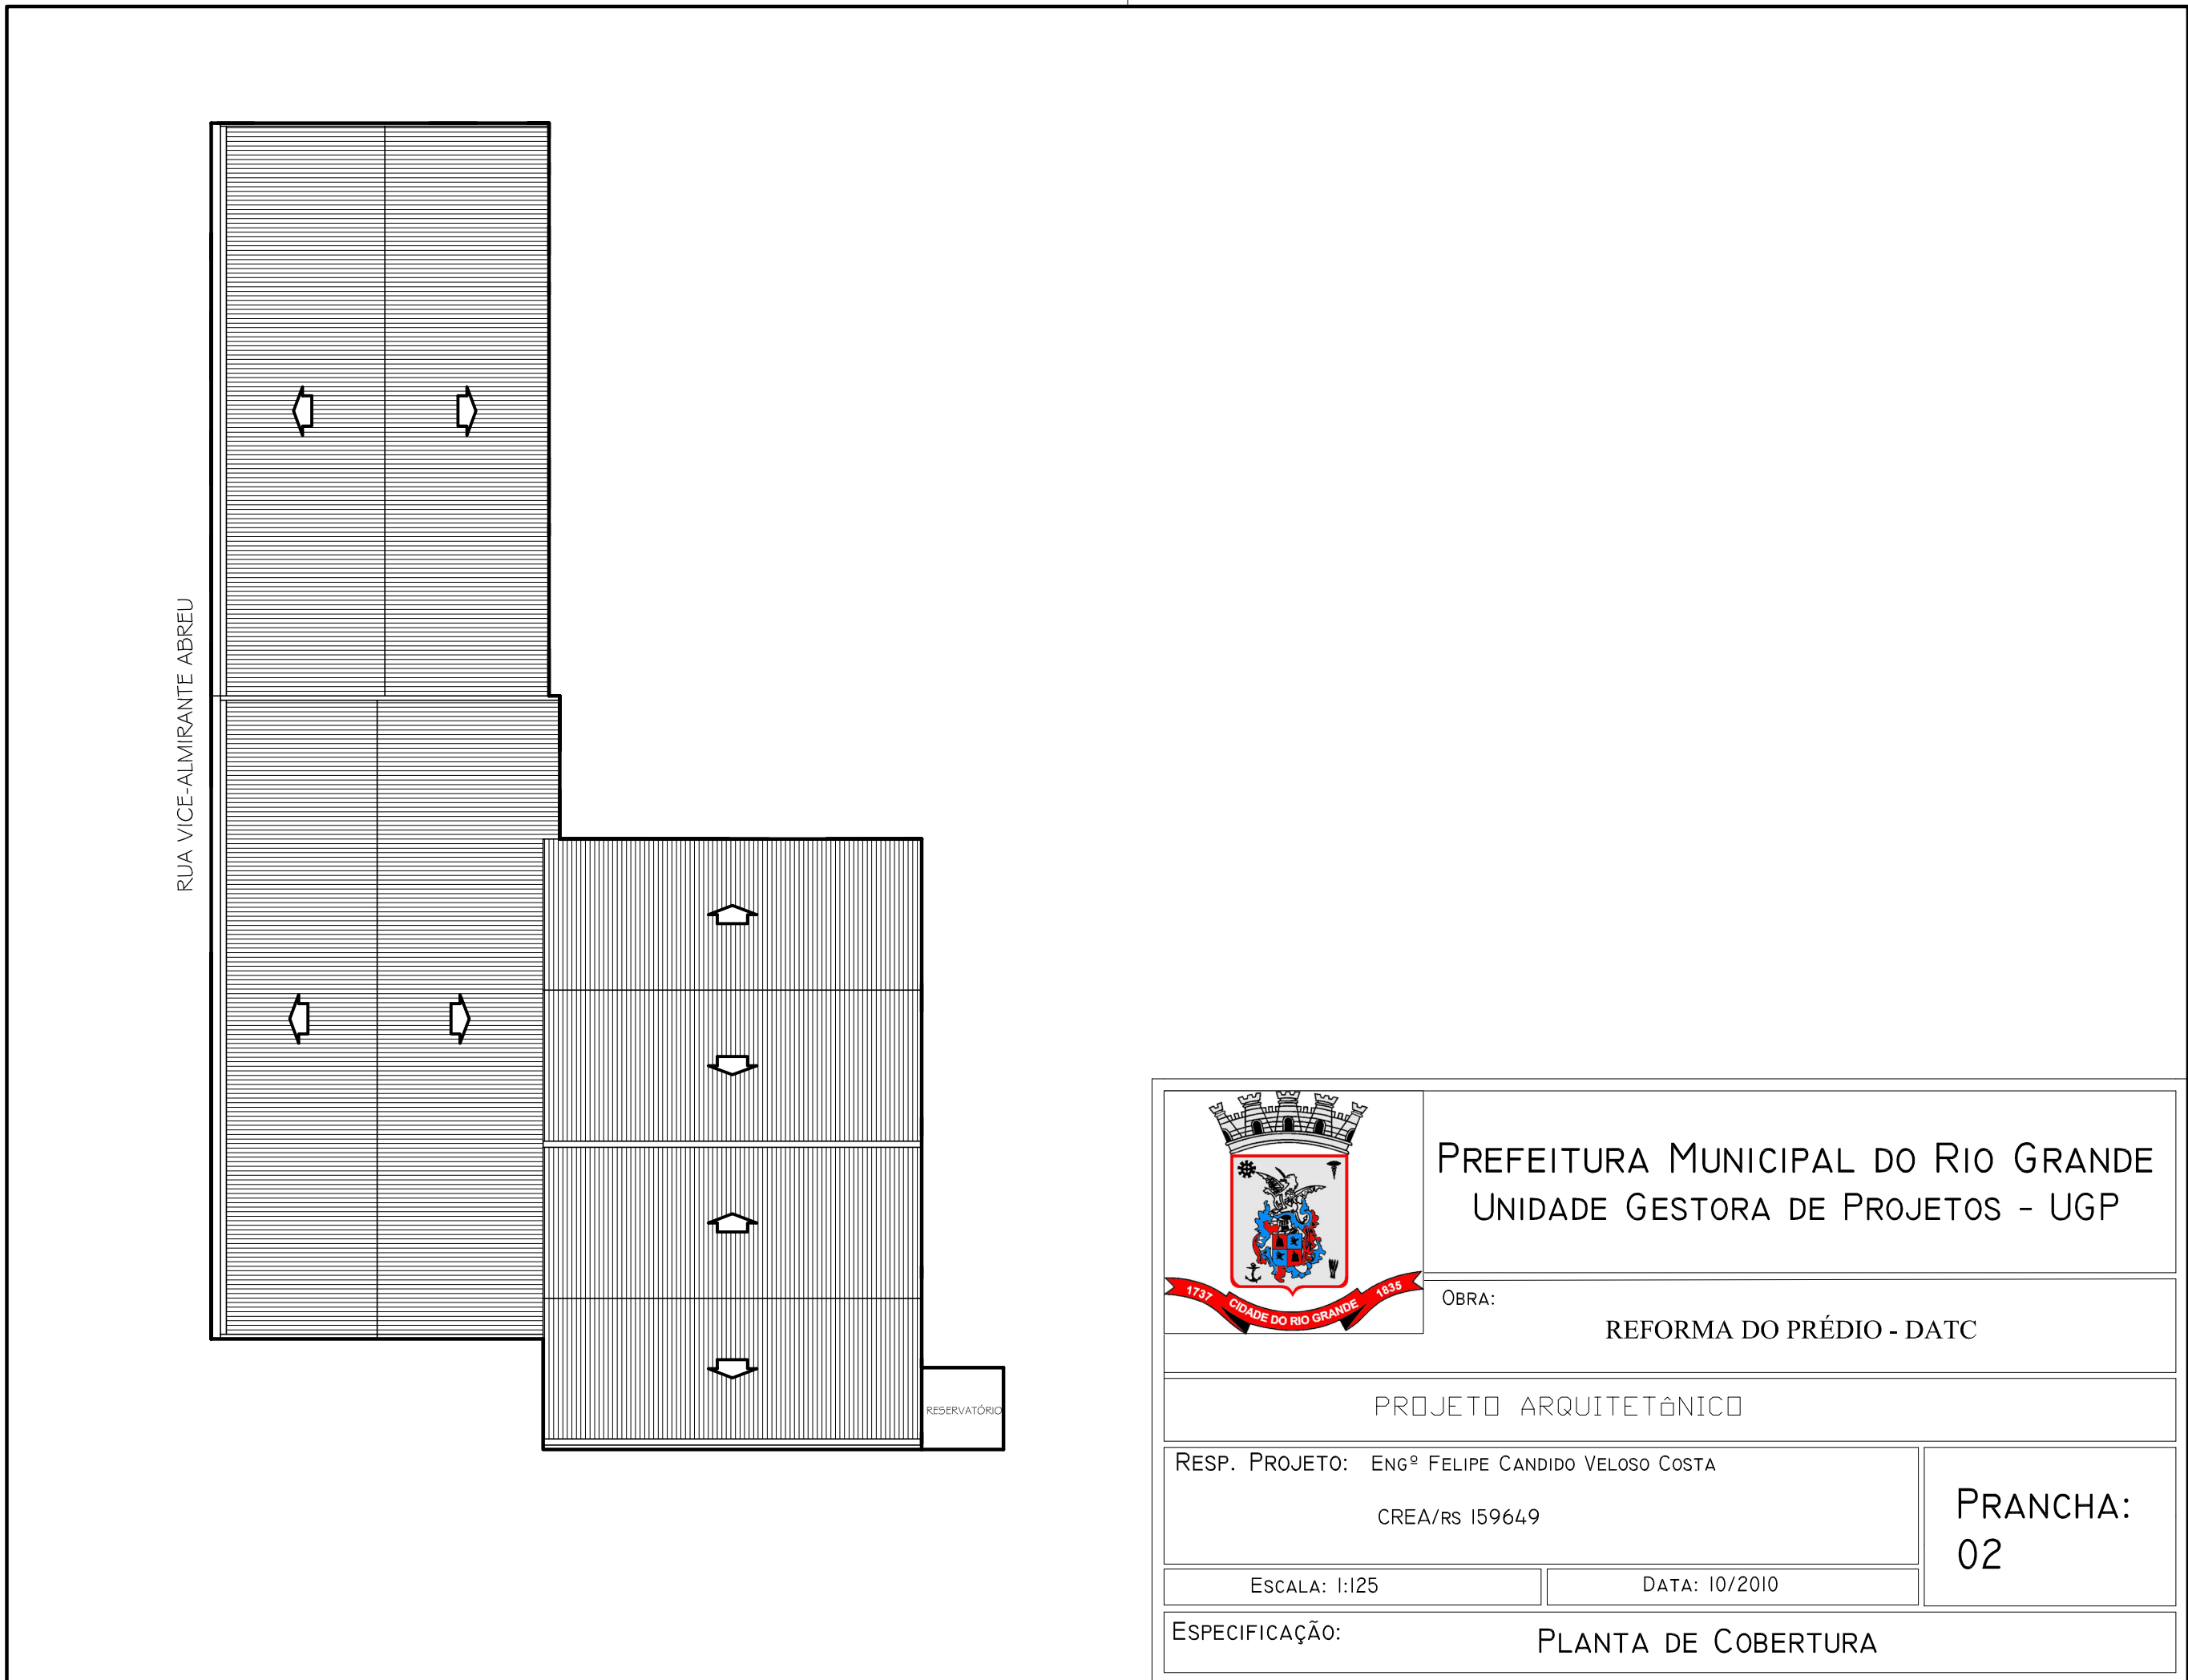 RUA VICE-ALMIRANTE ABREU
RESERVATÓRIO
1737 CIDADE DO RIO GRANDE 1835
PREFEITURA MUNICIPAL DO RIO GRANDE
UNIDADE GESTORA DE PROJETOS - UGP
OBRA:
REFORMA DO PRÉDIO - DATC
PROJETO ARQUITETôNICO
RESP. PROJETO: ENGº FELIPE CANDIDO VELOSO COSTA
CREA/RS 159649
PRANCHA:
02
ESCALA: 1:125
DATA: 10/2010
ESPECIFICAÇÃO:
PLANTA DE COBERTURA